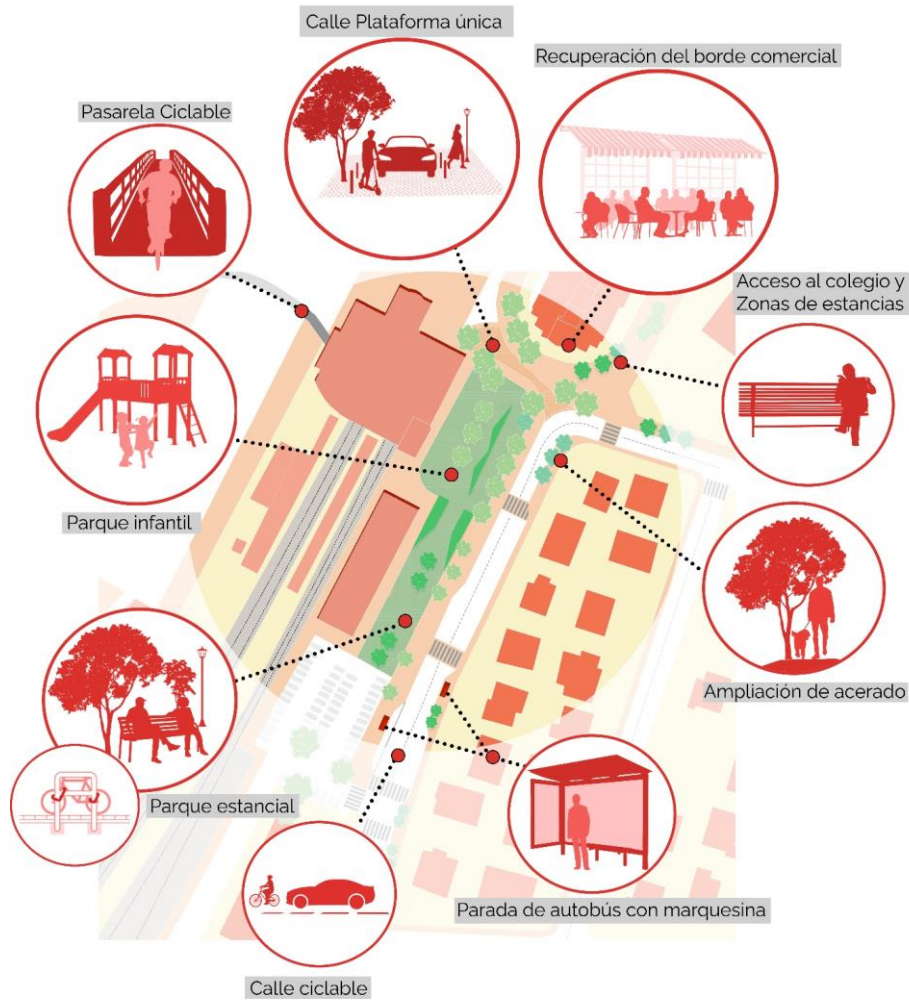 Calle Plataforma única
Recuperación del borde comercial
Pasarela Ciclable
Acceso al colegio y
Zonas de estancias
Parque infantil
Ampliación de acerado
Parque estancial
Parada de autobús con marquesina
Calle ciclable